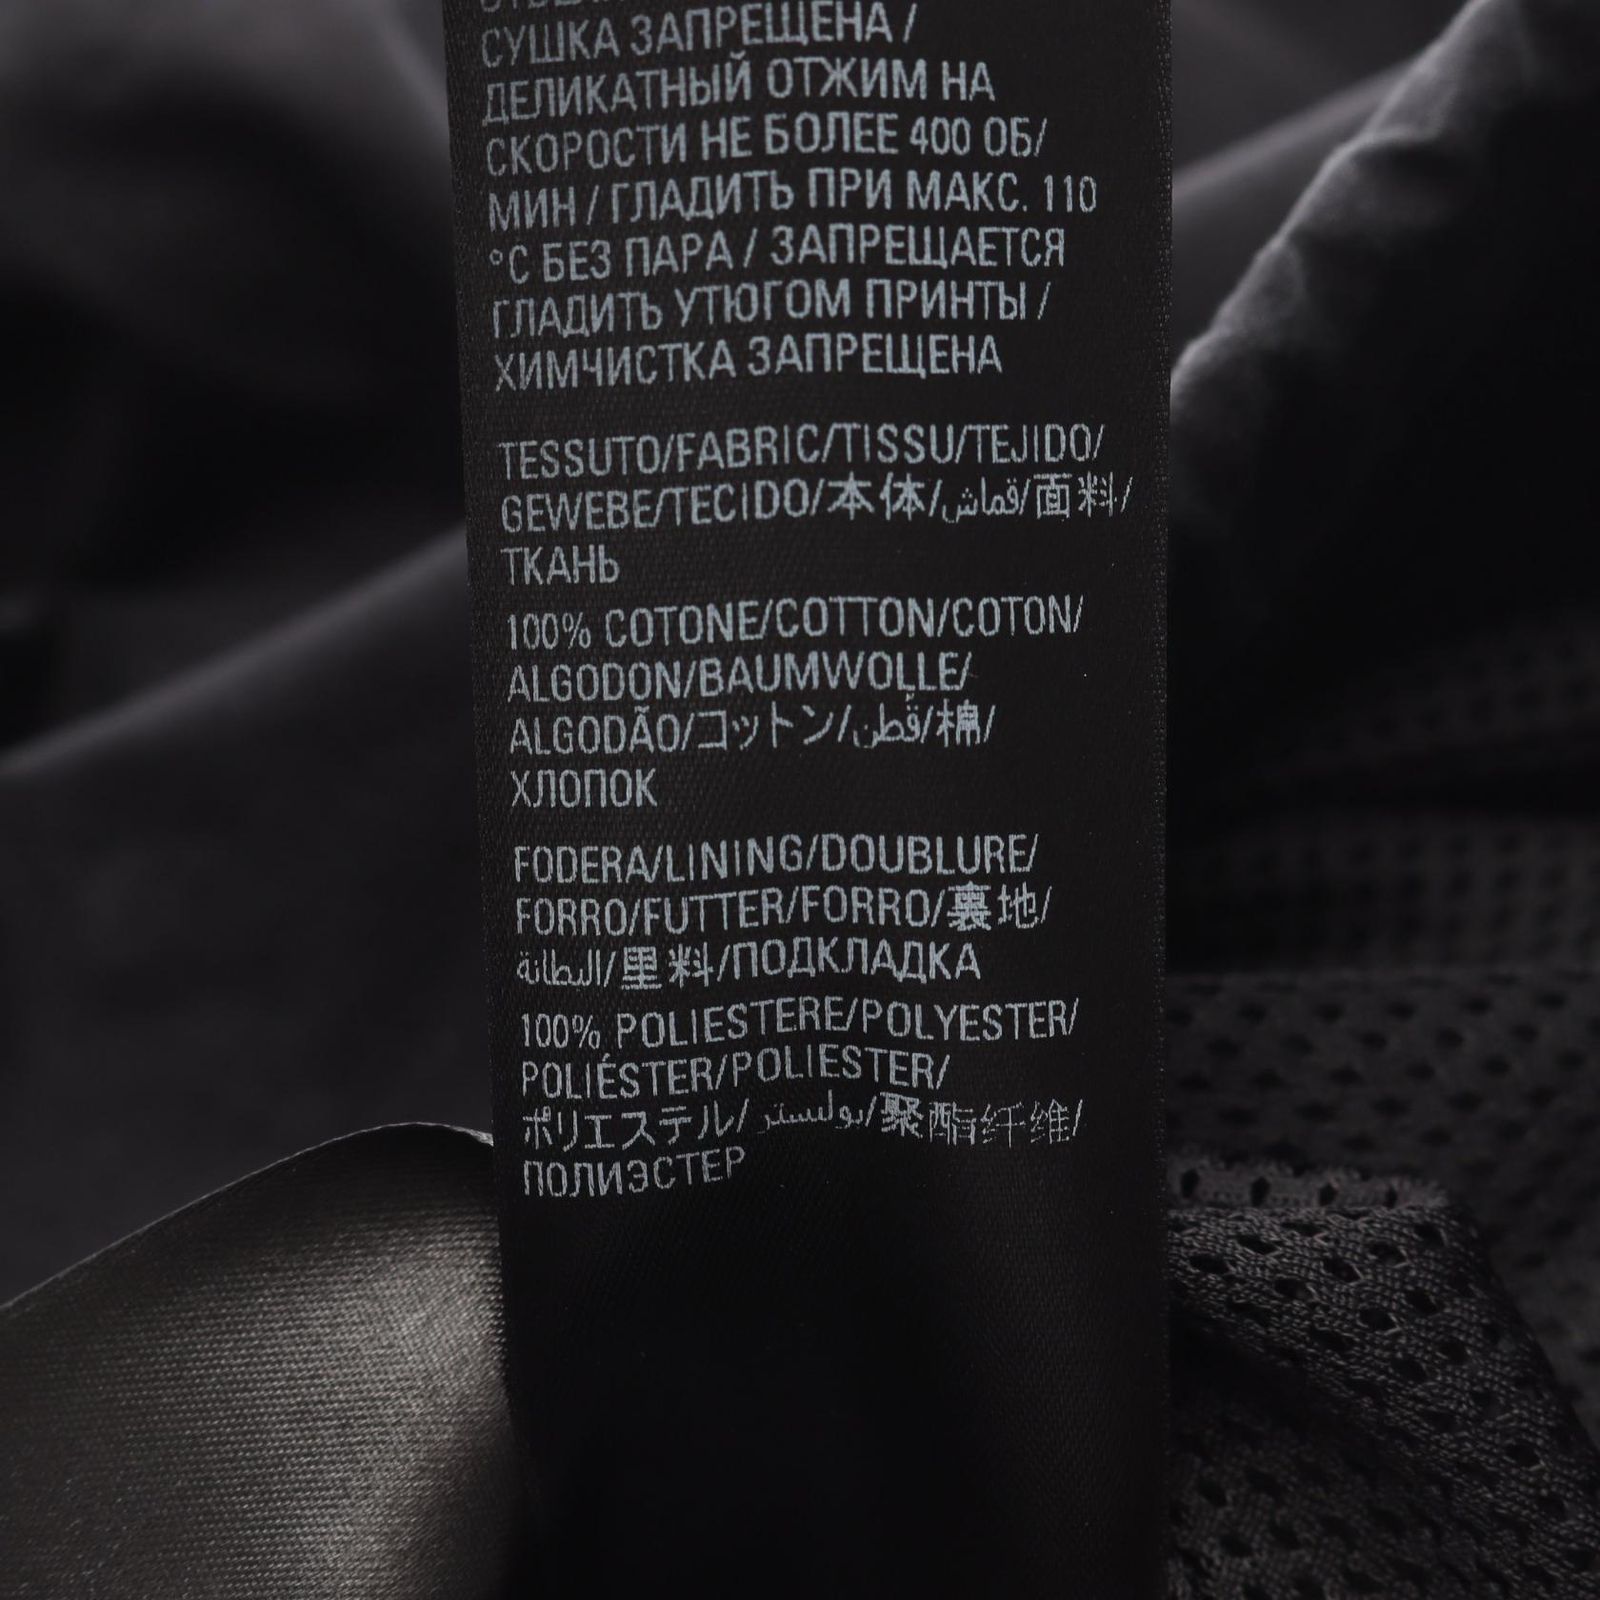 СУШКА ЗАПРЕЩЕНА /
ДЕЛИКАТНЫЙ ОТЖИМ НА
СКОРОСТИ НЕ БОЛЕЕ 400 ОБ/
МИН / ГЛАДИТЬ ПРИ МАКС. 110
°C БЕЗ ПАРА / ЗАПРЕЩАЕТСЯ
ГЛАДИТЬ УТЮГОМ ПРИНТЫ /
ХИМЧИСТКА ЗАПРЕЩЕНА
TESSUTO/FABRIC/TISSU/TEJIDO/
GEWEBE/TECIDO/本体/قماش/面料/
ТКАНЬ
100% COTONE/COTTON/COTON/
ALGODON/BAUMWOLLE/
ALGODÃO/コットン/قطن/棉/
ХЛОПОК
FODERA/LINING/DOUBLURE/
FORRO/FUTTER/FORRO/裏地/
البطانة/里料/ПОДКЛАДКА
100% POLIESTERE/POLYESTER/
POLIÉSTER/POLIESTER/
ポリエステル/بوليستر/聚酯纤维/
ПОЛИЭСТЕР